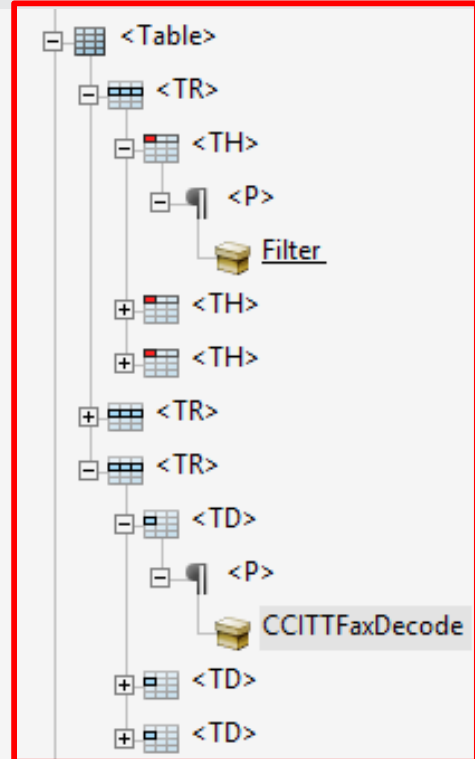 <Table>
<TR>
<TH>
<P>
Filter
<TH>
<TH>
<TR>
<TR>
<TD>
<P>
CCITTFaxDecode
<TD>
<TD>